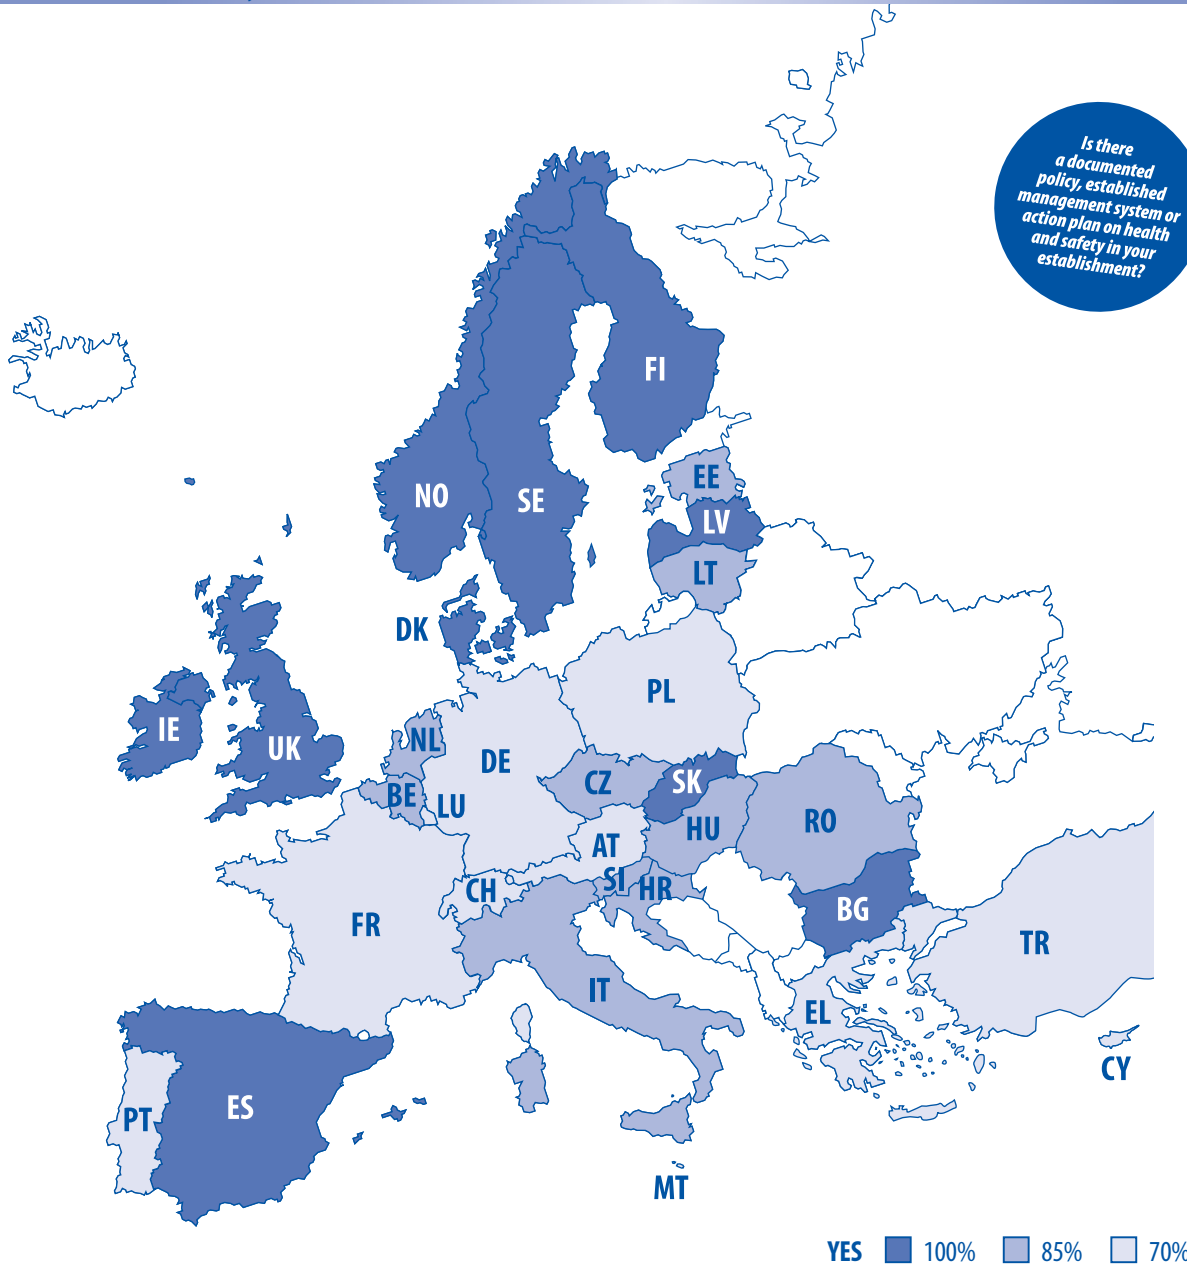 Is there
a documented
policy, established
management system or
action plan on health
and safety in your
establishment?
FI
NO
SE
EE
LV
LT
DK
PL
IE
UK
NL
DE
BE
LU
CZ
SK
HU
RO
AT
SI
HR
CH
BG
FR
TR
IT
EL
CY
PT
ES
MT
YES 100% 85% 70%